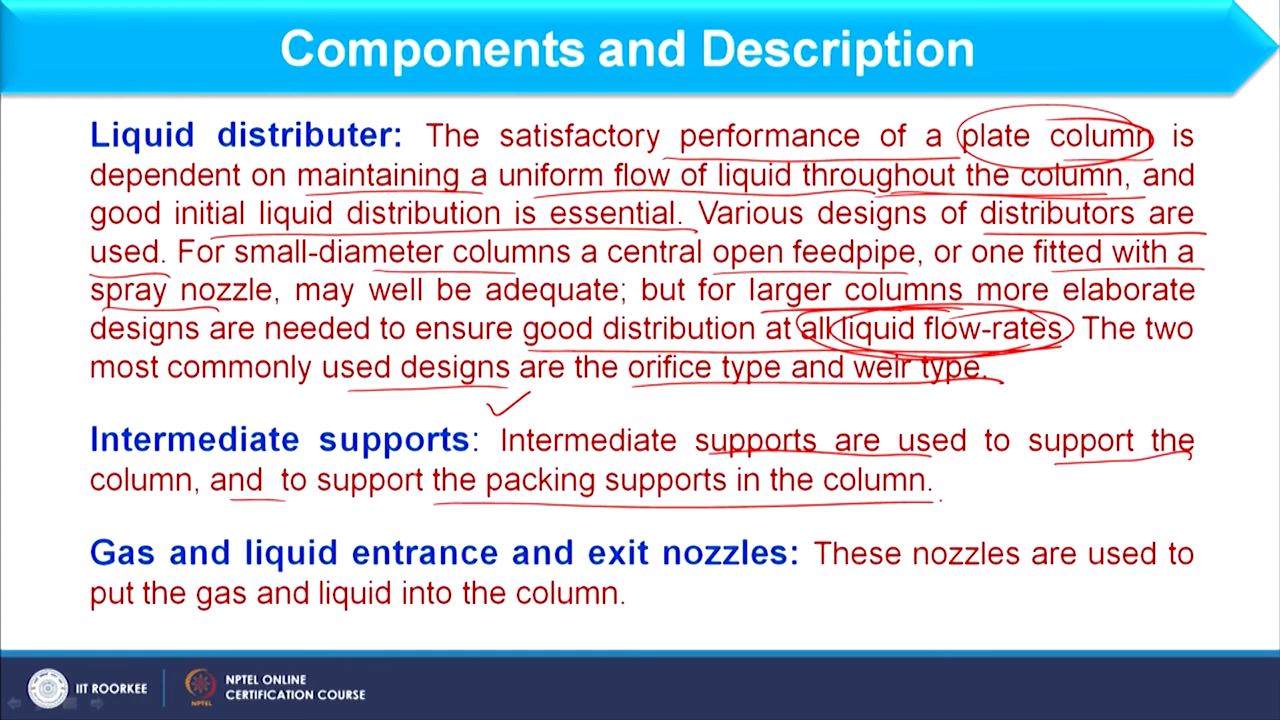 Components and Description
Liquid distributer: The satisfactory performance of a plate column is
dependent on maintaining a uniform flow of liquid throughout the column, and
good initial liquid distribution is essential. Various designs of distributors are
used. For small-diameter columns a central open feedpipe, or one fitted with a
spray nozzle, may well be adequate; but for larger columns more elaborate
designs are needed to ensure good distribution at all liquid flow-rates. The two
most commonly used designs are the orifice type and weir type.
Intermediate supports: Intermediate supports are used to support the
column, and to support the packing supports in the column.
Gas and liquid entrance and exit nozzles: These nozzles are used to
put the gas and liquid into the column.
IIT ROORKEE
NPTEL
NPTEL ONLINE
CERTIFICATION COURSE